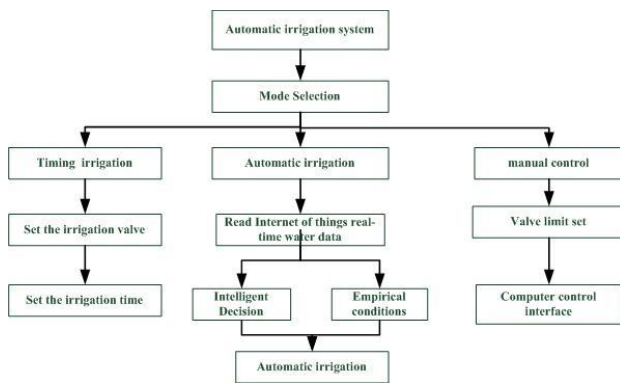 Automatic irrigation system
Mode Selection
Timing irrigation
Automatic irrigation
manual control
Set the irrigation valve
Read Internet of things real-
time water data
Valve limit set
Set the irrigation time
Intelligent
Decision
Empirical
conditions
Computer control
interface
Automatic irrigation